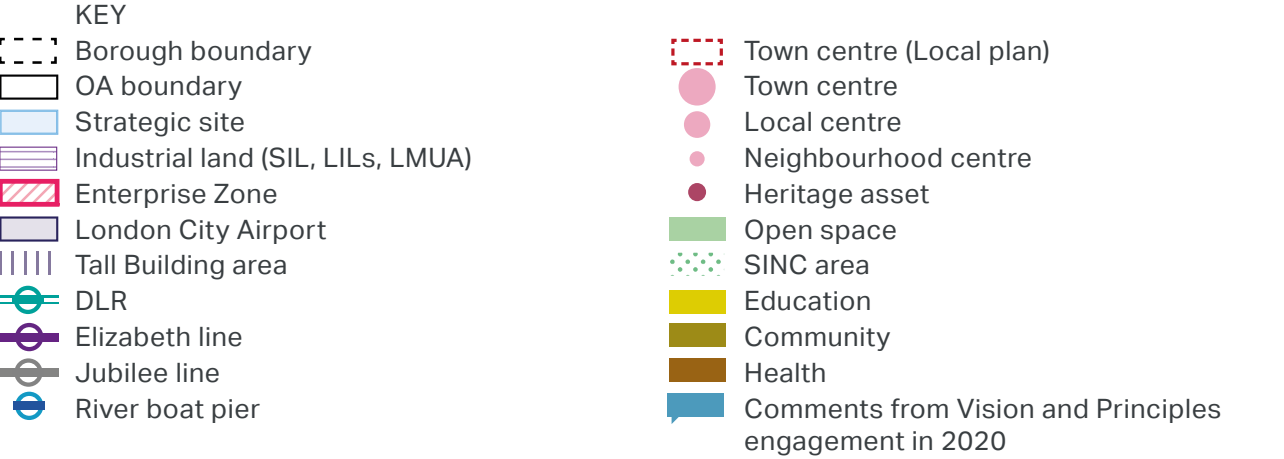 KEY
Borough boundary
OA boundary
Strategic site
Industrial land (SIL, LILs, LMUA)
Enterprise Zone
London City Airport
Tall Building area
DLR
Elizabeth line
Jubilee line
River boat pier
Town centre (Local plan)
Town centre
Local centre
Neighbourhood centre
Heritage asset
Open space
SINC area
Education
Community
Health
Comments from Vision and Principles
engagement in 2020